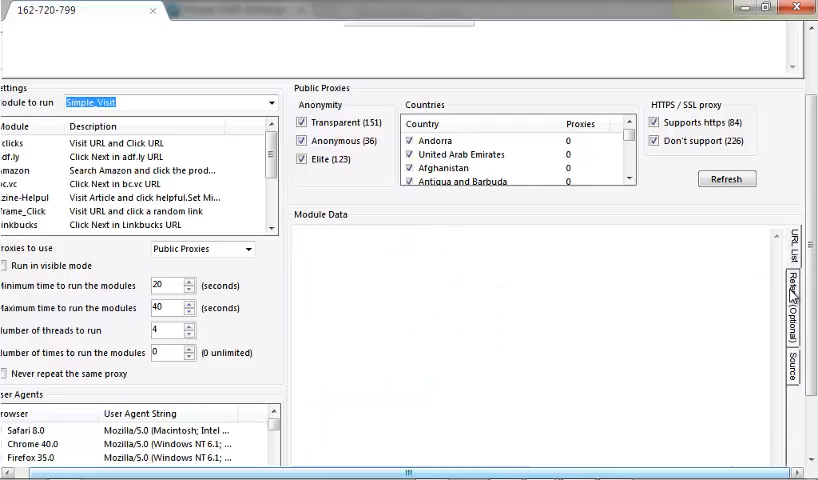 162-720-799
ettings
odule to run
Simple_Visit
Module
Description
clicks
Visit URL and Click URL
adf.ly
Click Next in adf.ly URL
mazon
Search Amazon and click the prod...
bc.vc
Click Next in bc.vc URL
zine-Helpul
Visit Article and click helpful.Set Mi...
frame_Click
Visit URL and click a random link
inkbucks
Click Next in Linkbucks URL
roxies to use
Public Proxies
Run in visible mode
Minimum time to run the modules
20
(seconds)
Maximum time to run the modules
40
(seconds)
Number of threads to run
4
Number of times to run the modules
0
(0 unlimited)
Never repeat the same proxy
ser Agents
rowser
User Agent String
Safari 8.0
Mozilla/5.0 (Macintosh; Intel ...
Chrome 40.0
Mozilla/5.0 (Windows NT 6.1; ...
Firefox 35.0
Mozilla/5.0 (Windows NT 6.1; ...
Public Proxies
Anonymity
Transparent (151)
Anonymous (36)
Elite (123)
Countries
Country
Proxies
Andorra
0
United Arab Emirates
0
Afghanistan
0
Antigua and Barbuda
0
HTTPS / SSL proxy
Supports https (84)
Don't support (226)
Refresh
Module Data
URL List
(Optional)
Source